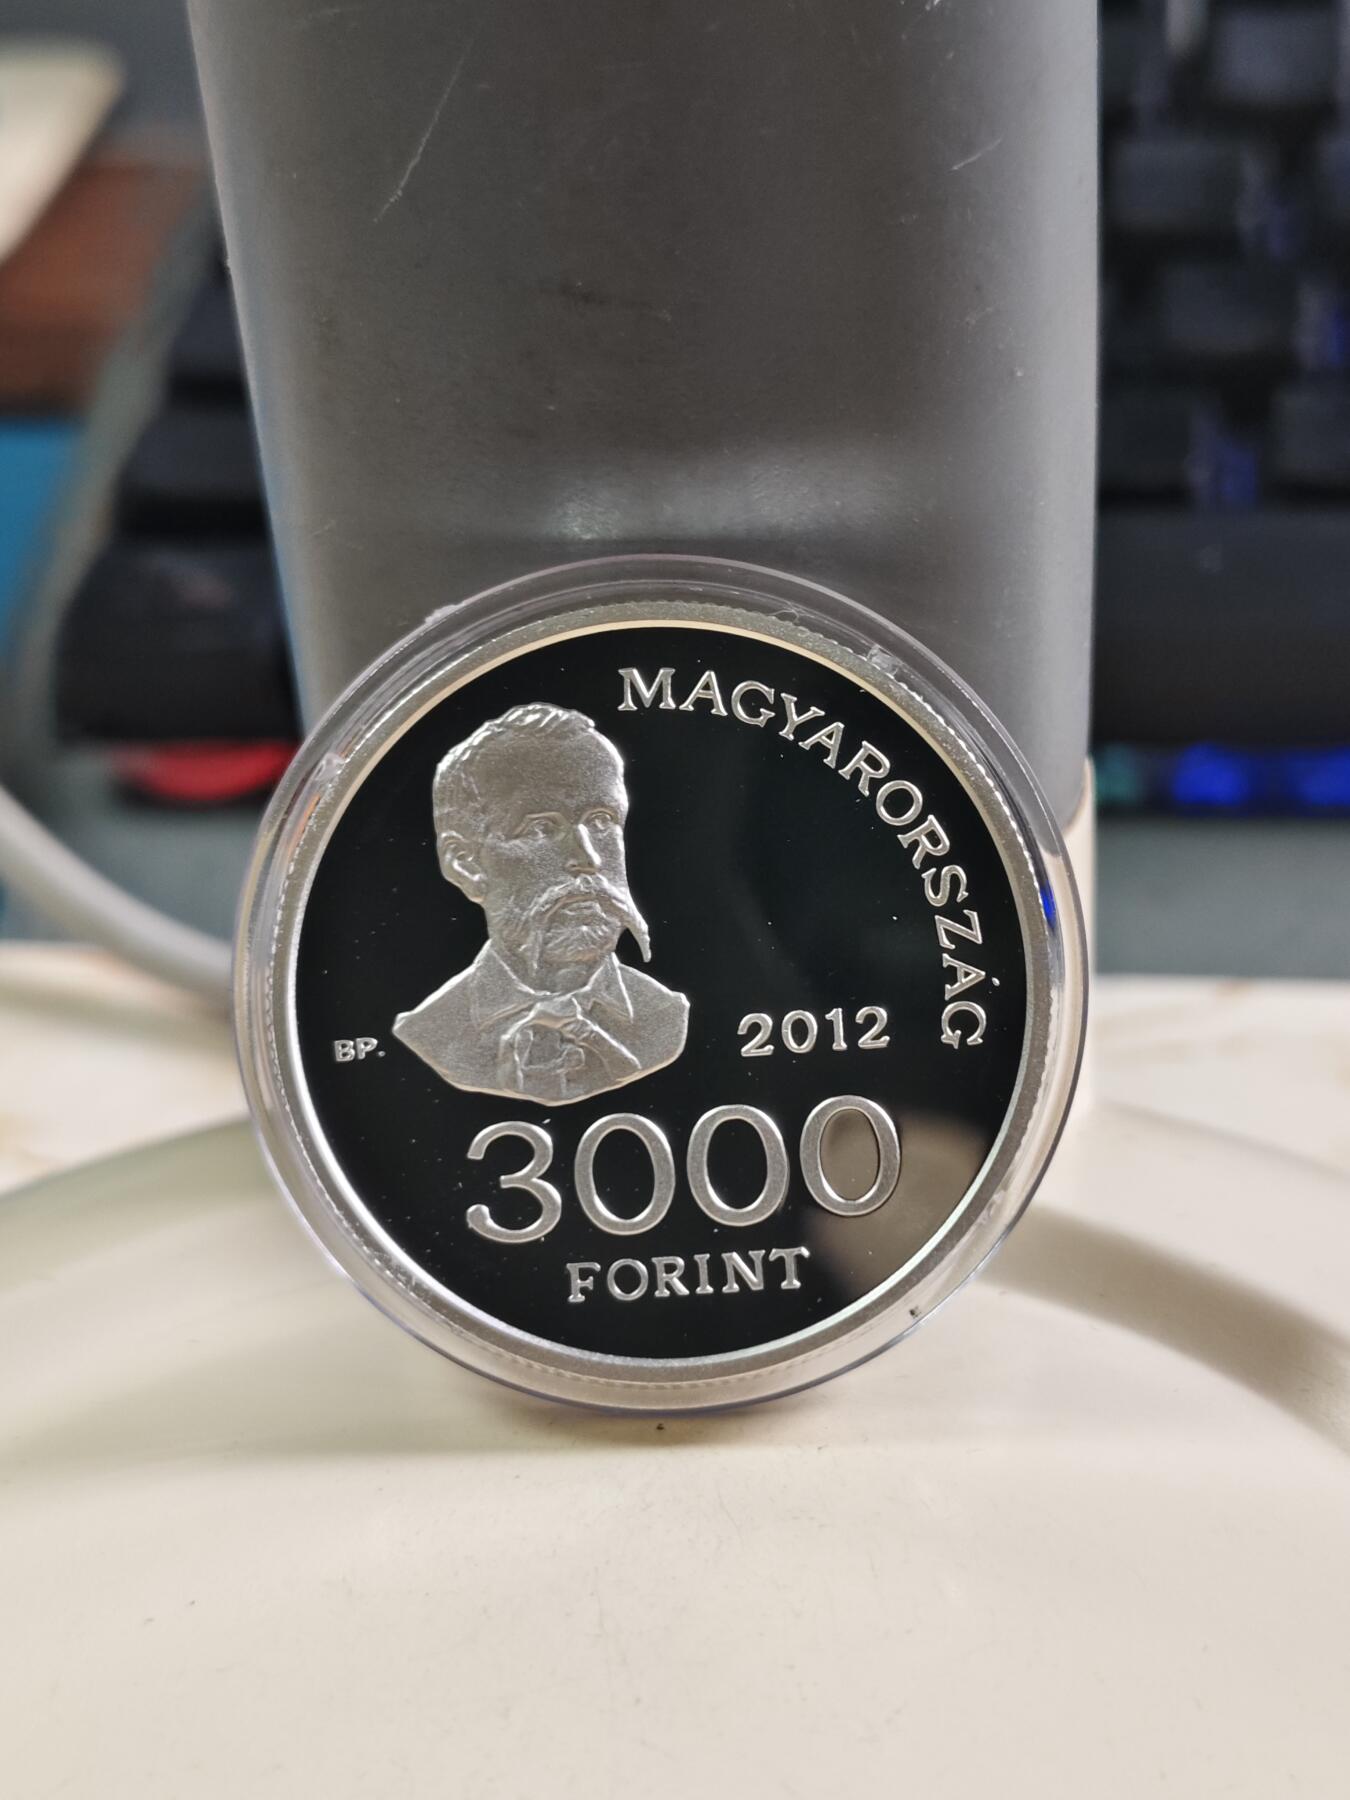 MAGYARORSZÁG
BP.
2012
3000
FORINT